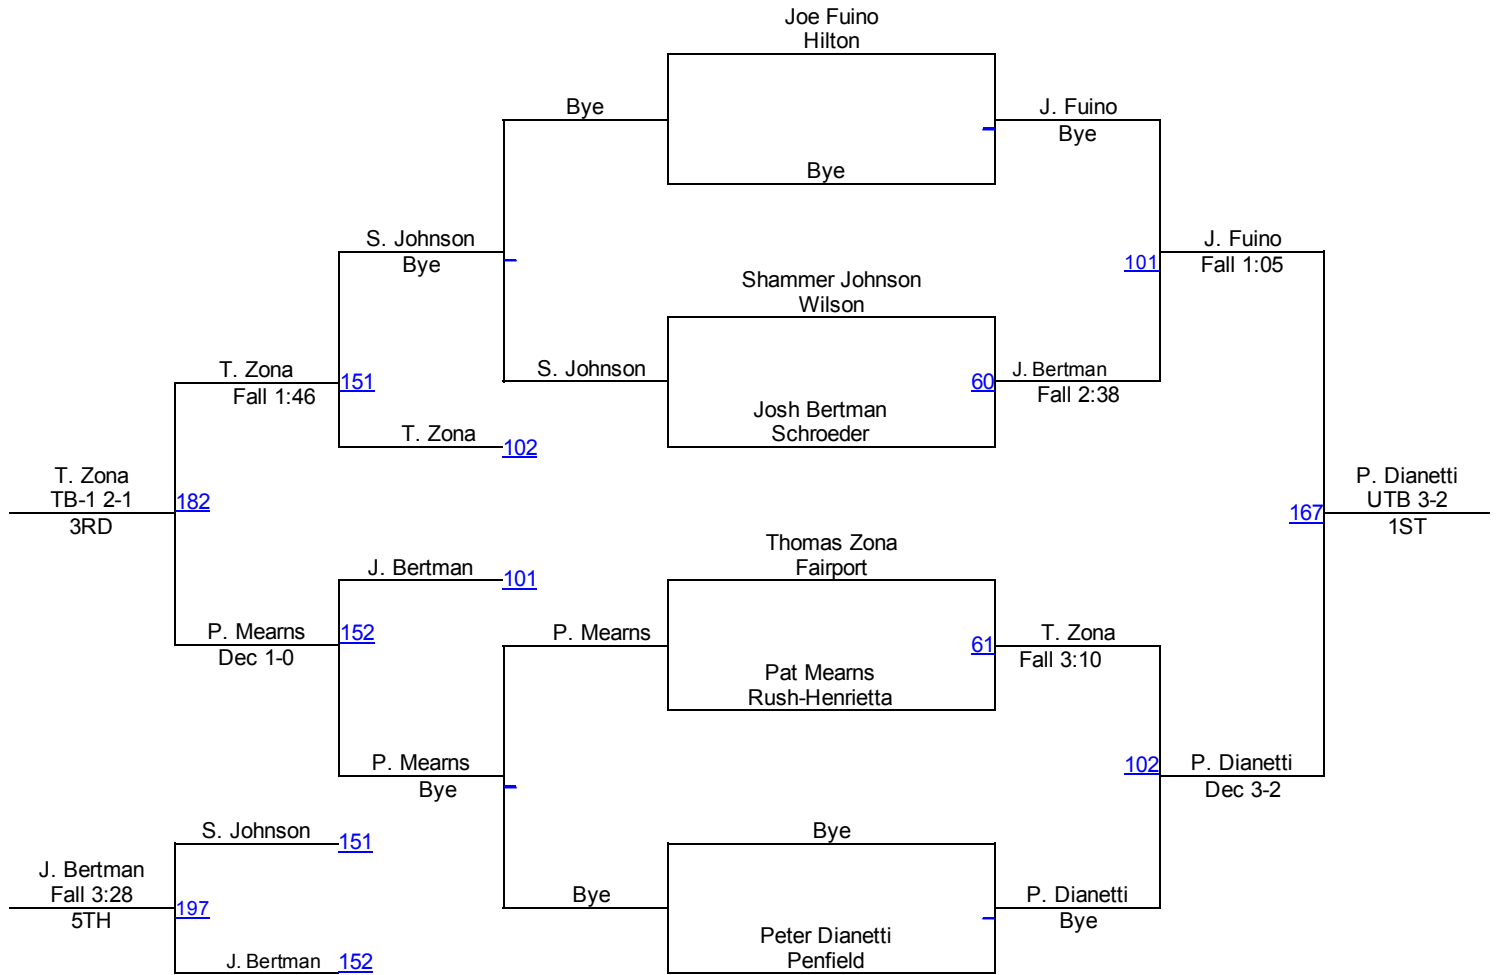 Joe Fuino
Hilton
Bye
J. Fuino
Bye
Bye
S. Johnson
Bye
J. Fuino
101
Fall 1:05
Shammer Johnson
Wilson
T. Zona
151
Fall 1:46
S. Johnson
60
J. Bertman
Fall 2:38
Josh Bertman
Schroeder
T. Zona
102
T. Zona
TB-1 2-1
182
3RD
P. Dianetti
UTB 3-2
167
1ST
Thomas Zona
Fairport
J. Bertman
101
P. Mearns
152
Dec 1-0
P. Mearns
61
T. Zona
Fall 3:10
Pat Mearns
Rush-Henrietta
P. Mearns
Bye
102
P. Dianetti
Dec 3-2
S. Johnson
151
Bye
J. Bertman
Fall 3:28
197
5TH
Bye
P. Dianetti
Bye
Peter Dianetti
Penfield
J. Bertman
152